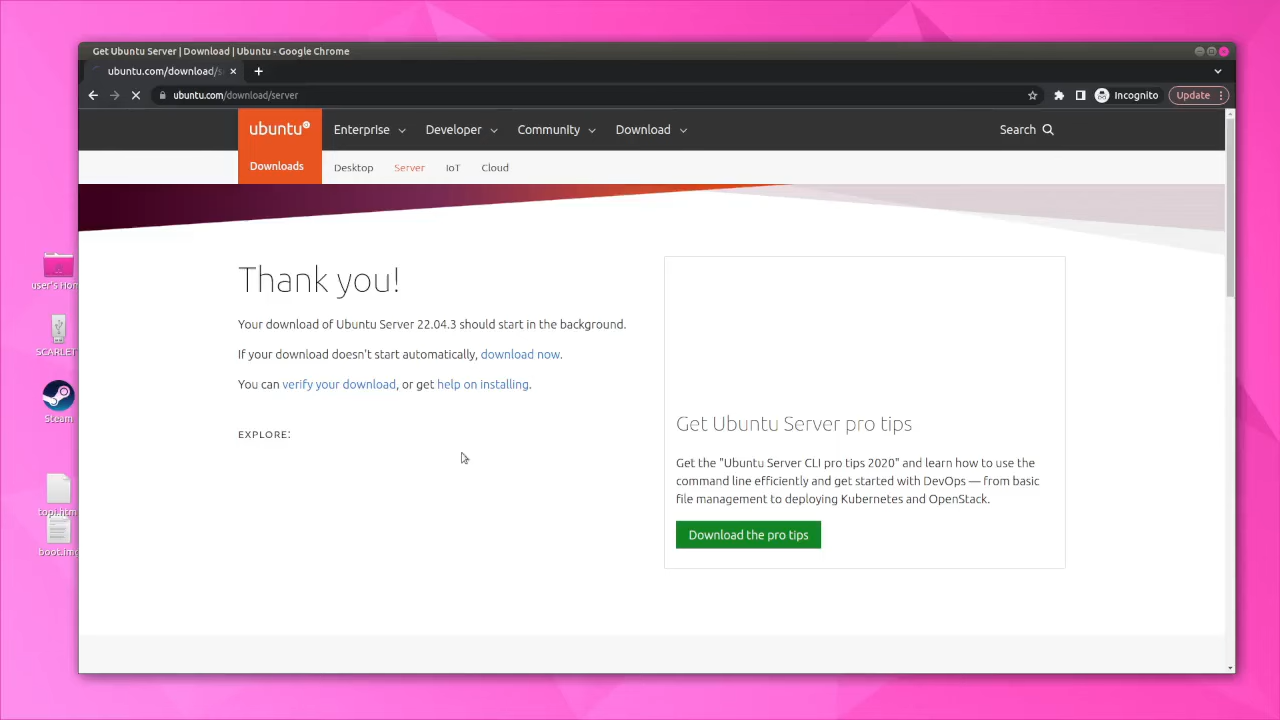 Get Ubuntu Server | Download | Ubuntu - Google Chrome
ubuntu.com/download/s
ubuntu.com/download/server
Incognito
Update
ubuntu
Enterprise
Developer
Community
Download
Search
Downloads
Desktop
Server
IoT
Cloud
Thank you!
Your download of Ubuntu Server 22.04.3 should start in the background.
If your download doesn't start automatically, download now.
You can verify your download, or get help on installing.
EXPLORE:
Get Ubuntu Server pro tips
Get the "Ubuntu Server CLI pro tips 2020" and learn how to use the
command line efficiently and get started with DevOps — from basic
file management to deploying Kubernetes and OpenStack.
Download the pro tips
user's Hom
SCARLET
Steam
boot.img